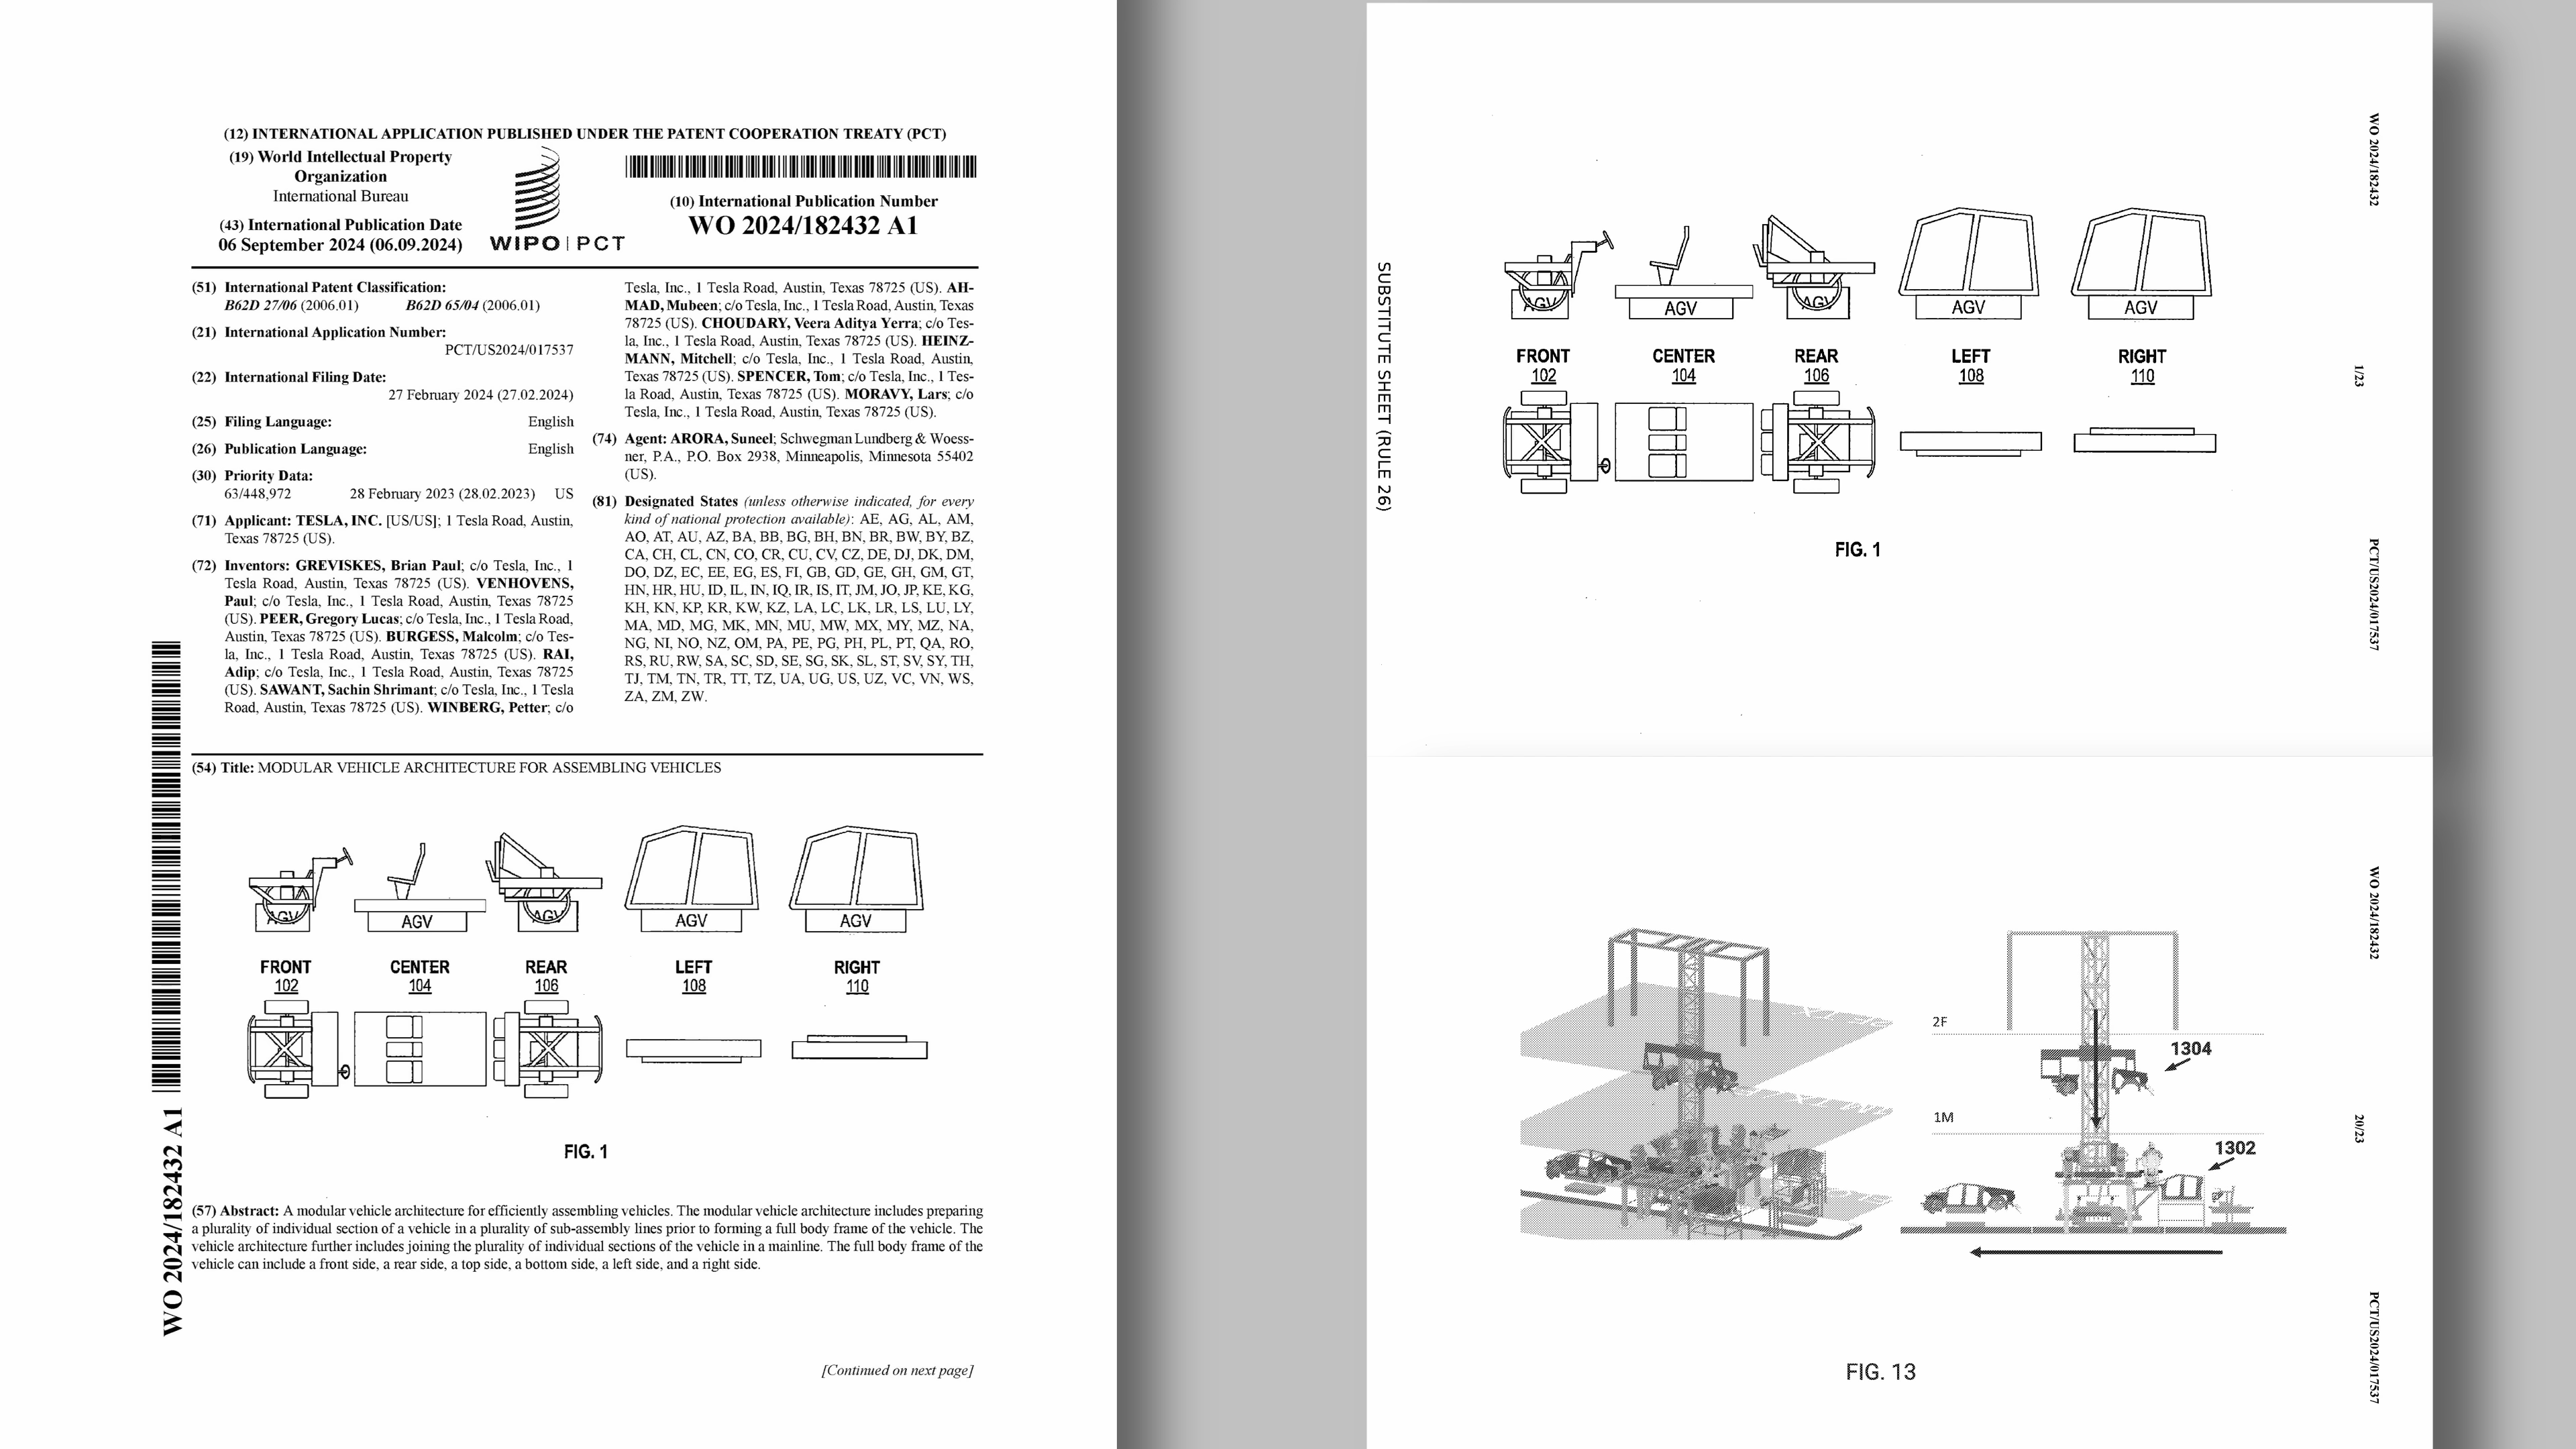 (12) INTERNATIONAL APPLICATION PUBLISHED UNDER THE PATENT COOPERATION TREATY (PCT)
(19) World Intellectual Property
Organization
International Bureau
(43) International Publication Date
06 September 2024 (06.09.2024)
WIPO | PCT
(10) International Publication Number
WO 2024/182432 A1
(51) International Patent Classification:
B62D 27/06 (2006.01) B62D 65/04 (2006.01)
(21) International Application Number:
PCT/US2024/017537
(22) International Filing Date:
27 February 2024 (27.02.2024)
(25) Filing Language: English
(26) Publication Language: English
(30) Priority Data:
63/448,972 28 February 2023 (28.02.2023) US
(71) Applicant: TESLA, INC. [US/US]; 1 Tesla Road, Austin,
Texas 78725 (US).
(72) Inventors: GREVISKES, Brian Paul; c/o Tesla, Inc., 1
Tesla Road, Austin, Texas 78725 (US). VENHOVENS,
Paul; c/o Tesla, Inc., 1 Tesla Road, Austin, Texas 78725
(US). PEER, Gregory Lucas; c/o Tesla, Inc., 1 Tesla Road,
Austin, Texas 78725 (US). BURGESS, Malcolm; c/o Tes-
la, Inc., 1 Tesla Road, Austin, Texas 78725 (US). RAI,
Adip; c/o Tesla, Inc., 1 Tesla Road, Austin, Texas 78725
(US). SAWANT, Sachin Shrimant; c/o Tesla, Inc., 1 Tesla
Road, Austin, Texas 78725 (US). WINBERG, Petter; c/o
Tesla, Inc., 1 Tesla Road, Austin, Texas 78725 (US). AH-
MAD, Mubeen; c/o Tesla, Inc., 1 Tesla Road, Austin, Texas
78725 (US). CHOUDARY, Veera Aditya Yerra; c/o Tes-
la, Inc., 1 Tesla Road, Austin, Texas 78725 (US). HEINZ-
MANN, Mitchell; c/o Tesla, Inc., 1 Tesla Road, Austin,
Texas 78725 (US). SPENCER, Tom; c/o Tesla, Inc., 1 Tes-
la Road, Austin, Texas 78725 (US). MORAVY, Lars; c/o
Tesla, Inc., 1 Tesla Road, Austin, Texas 78725 (US).
(74) Agent: ARORA, Suneel; Schwegman Lundberg & Woess-
ner, P.A., P.O. Box 2938, Minneapolis, Minnesota 55402
(US).
(81) Designated States (unless otherwise indicated, for every
kind of national protection available): AE, AG, AL, AM,
AO, AT, AU, AZ, BA, BB, BG, BH, BN, BR, BW, BY, BZ,
CA, CH, CL, CN, CO, CR, CU, CV, CZ, DE, DJ, DK, DM,
DO, DZ, EC, EE, EG, ES, FI, GB, GD, GE, GH, GM, GT,
HN, HR, HU, ID, IL, IN, IQ, IR, IS, IT, JM, JO, JP, KE, KG,
KH, KN, KP, KR, KW, KZ, LA, LC, LK, LR, LS, LU, LY,
MA, MD, MG, MK, MN, MU, MW, MX, MY, MZ, NA,
NG, NI, NO, NZ, OM, PA, PE, PG, PH, PL, PT, QA, RO,
RS, RU, RW, SA, SC, SD, SE, SG, SK, SL, ST, SV, SY, TH,
TJ, TM, TN, TR, TT, TZ, UA, UG, US, UZ, VC, VN, WS,
ZA, ZM, ZW.
(54) Title: MODULAR VEHICLE ARCHITECTURE FOR ASSEMBLING VEHICLES
AGV AGV AGV AGV AGV
FRONT CENTER REAR LEFT RIGHT
102 104 106 108 110
FIG. 1
(57) Abstract: A modular vehicle architecture for efficiently assembling vehicles. The modular vehicle architecture includes preparing
a plurality of individual section of a vehicle in a plurality of sub-assembly lines prior to forming a full body frame of the vehicle. The
vehicle architecture further includes joining the plurality of individual sections of the vehicle in a mainline. The full body frame of the
vehicle can include a front side, a rear side, a top side, a bottom side, a left side, and a right side.
[Continued on next page]
WO 2024/182432 A1
SUBSTITUTE SHEET (RULE 26)
AGV AGV AGV AGV AGV
FRONT CENTER REAR LEFT RIGHT
102 104 106 108 110
FIG. 1
WO 2024/182432
1/23
PCT/US2024/017537
2F
1304
1M
1302
FIG. 13
WO 2024/182432
20/23
PCT/US2024/017537